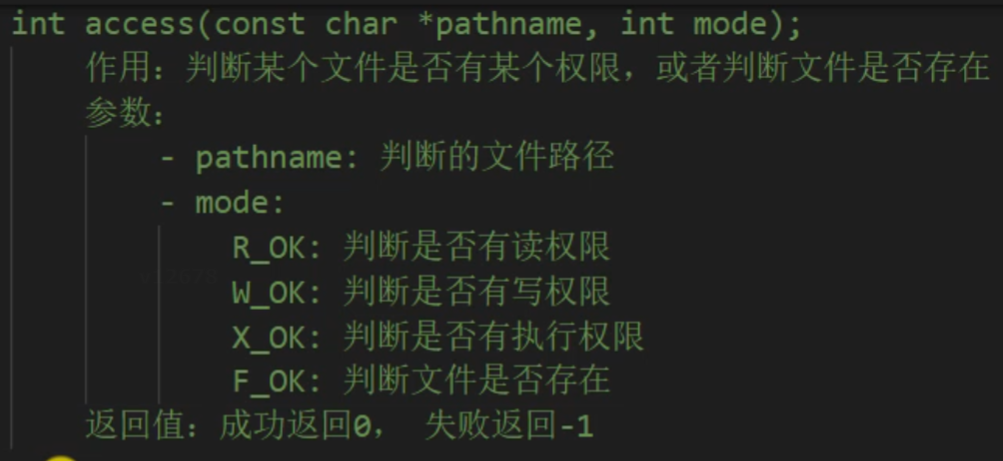 int access(const char *pathname, int mode);
作用：判断某个文件是否有某个权限，或者判断文件是否存在
参数：
- pathname: 判断的文件路径
- mode:
R_OK: 判断是否有读权限
W_OK: 判断是否有写权限
X_OK: 判断是否有执行权限
F_OK: 判断文件是否存在
返回值：成功返回0， 失败返回-1